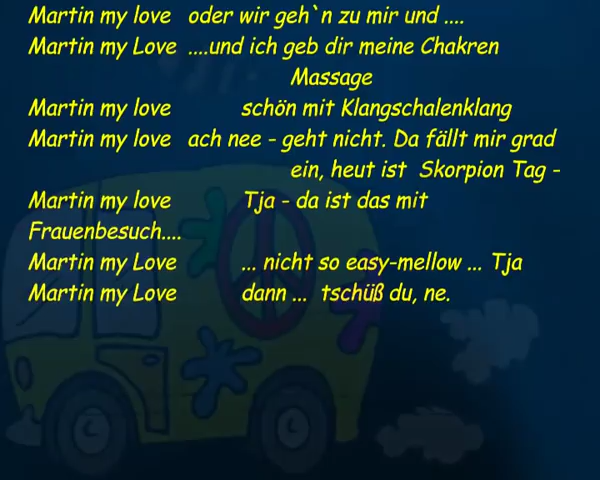 Martin my love oder wir geh`n zu mir und ....
Martin my Love ....und ich geb dir meine Chakren
Massage
Martin my love schön mit Klangschalenklang
Martin my love ach nee - geht nicht. Da fällt mir grad
ein, heut ist Skorpion Tag -
Martin my love Tja - da ist das mit
Frauenbesuch....
Martin my Love ... nicht so easy-mellow ... Tja
Martin my Love dann ... tschüß du, ne.